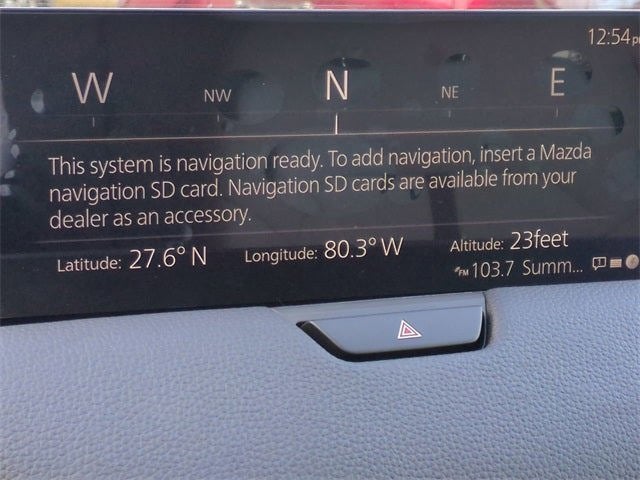 12:54pm
W NW N NE E
This system is navigation ready. To add navigation, insert a Mazda
navigation SD card. Navigation SD cards are available from your
dealer as an accessory.
Latitude: 27.6° N Longitude: 80.3° W Altitude: 23feet
FM 103.7 Summ...